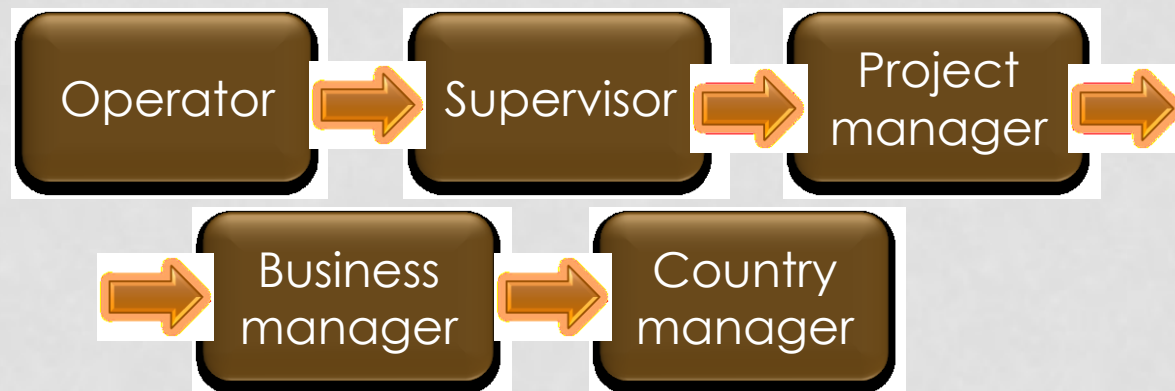 Operator
Supervisor
Project
manager
Business
manager
Country
manager